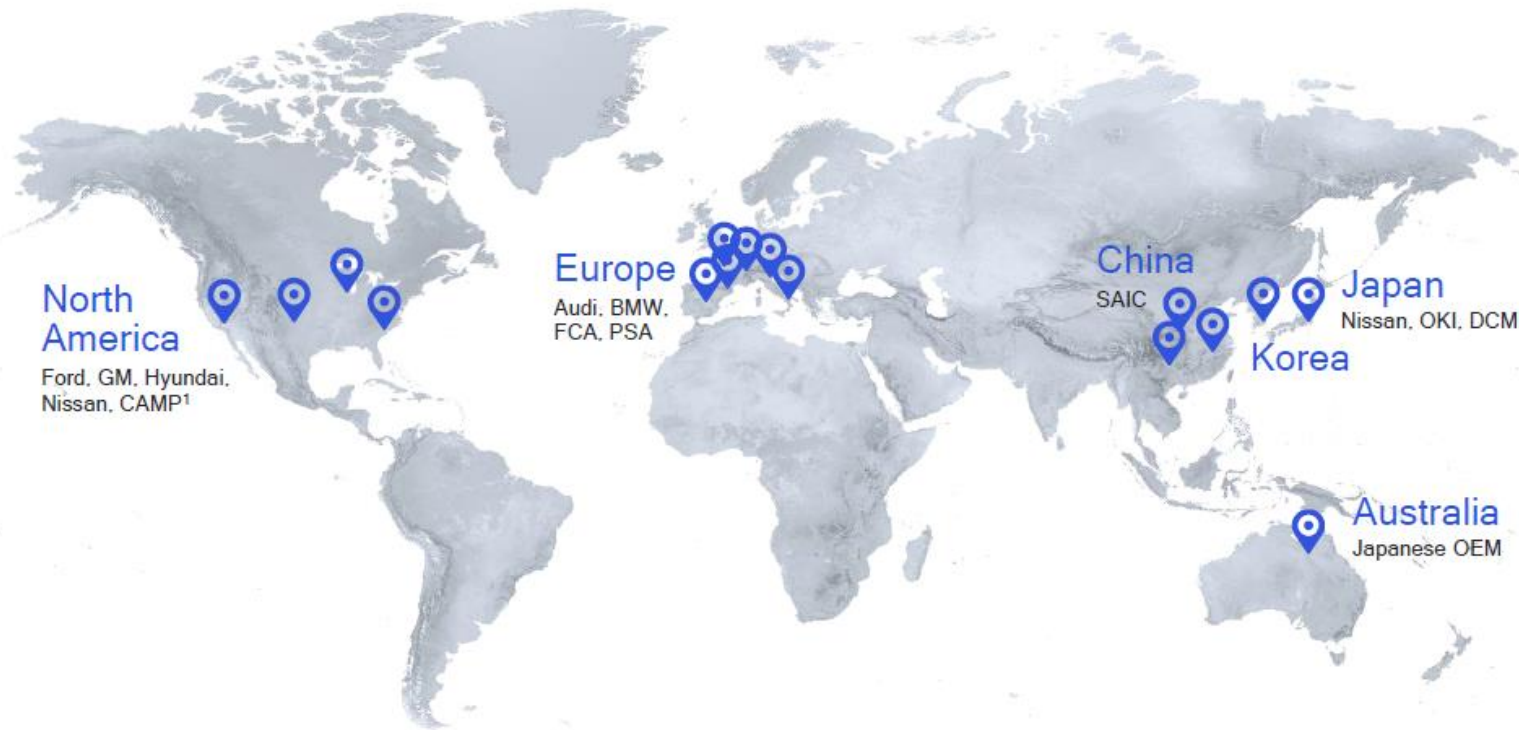 North
America
Ford, GM, Hyundai,
Nissan, CAMP¹
Europe
Audi, BMW,
FCA, PSA
China
SAIC
Japan
Nissan, OKI, DCM
Korea
Australia
Japanese OEM